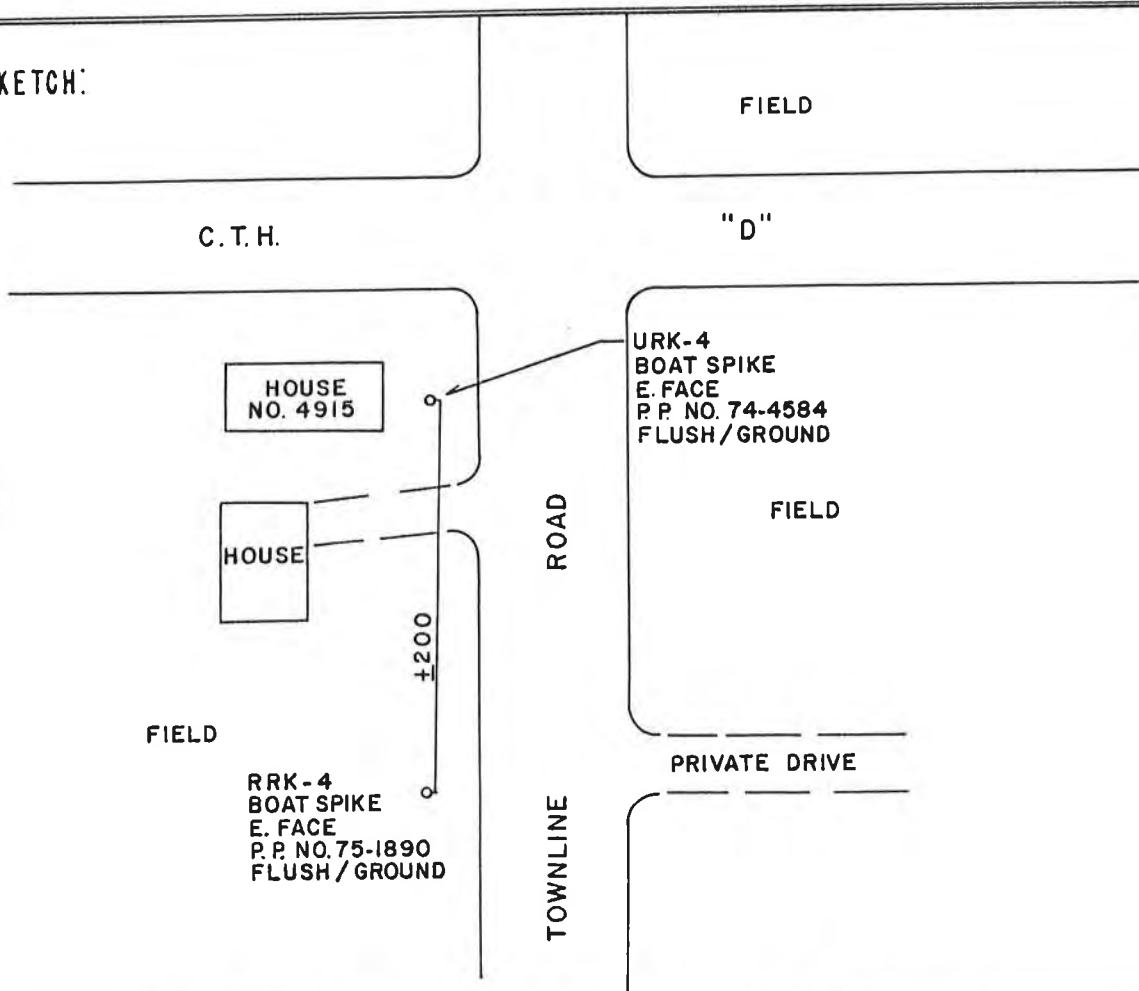 KETCH:
FIELD
C.T.H.
"D"
HOUSE
NO. 4915
URK-4
BOAT SPIKE
E. FACE
P.P. NO. 74-4584
FLUSH/GROUND
HOUSE
ROAD
FIELD
±200
FIELD
PRIVATE DRIVE
RRK-4
BOAT SPIKE
E. FACE
P.P. NO. 75-1890
FLUSH/GROUND
TOWNLINE